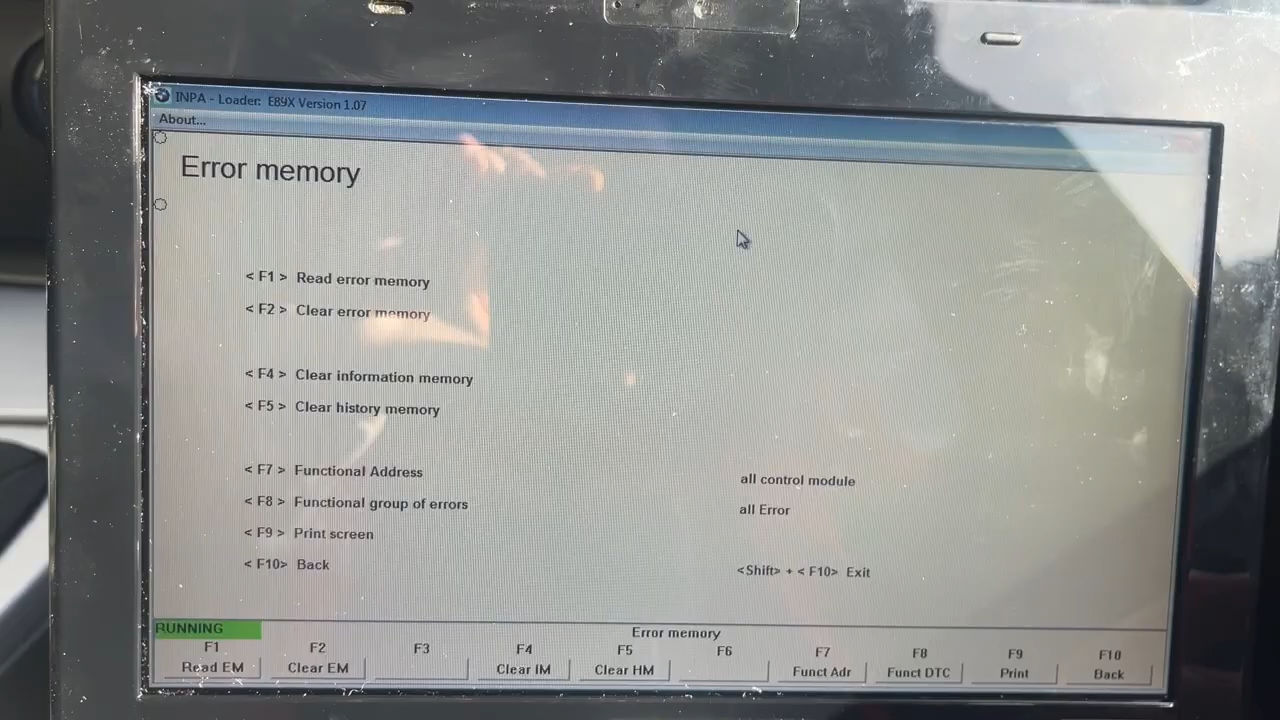 INPA - Loader: E89X Version 1.07
About...
Error memory
< F1 > Read error memory
< F2 > Clear error memory
< F4 > Clear information memory
< F5 > Clear history memory
< F7 > Functional Address all control module
< F8 > Functional group of errors all Error
< F9 > Print screen
< F10> Back <Shift> + < F10> Exit
RUNNING Error memory
F1 F2 F3 F4 F5 F6 F7 F8 F9 F10
Read EM Clear EM Clear IM Clear HM Funct Adr Funct DTC Print Back